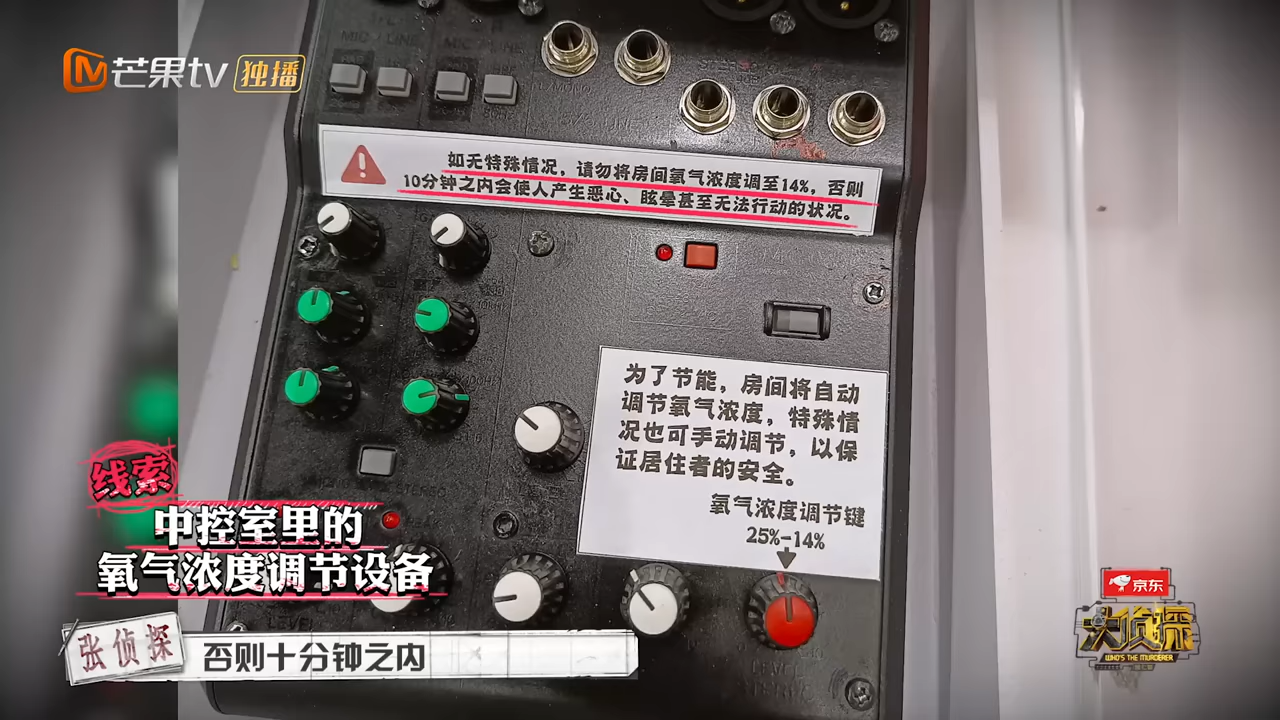 芒果TV 独播
如无特殊情况，请勿将房间氧气浓度调至14%，否则
10分钟之内会使人产生恶心、眩晕甚至无法行动的状况。
为了节能，房间将自动
调节氧气浓度，特殊情
况也可手动调节，以保
证居住者的安全。
氧气浓度调节键
25%-14%
线索
中控室里的
氧气浓度调节设备
张侦探
否则十分钟之内
京东
大侦探
WHO'S THE MURDERER